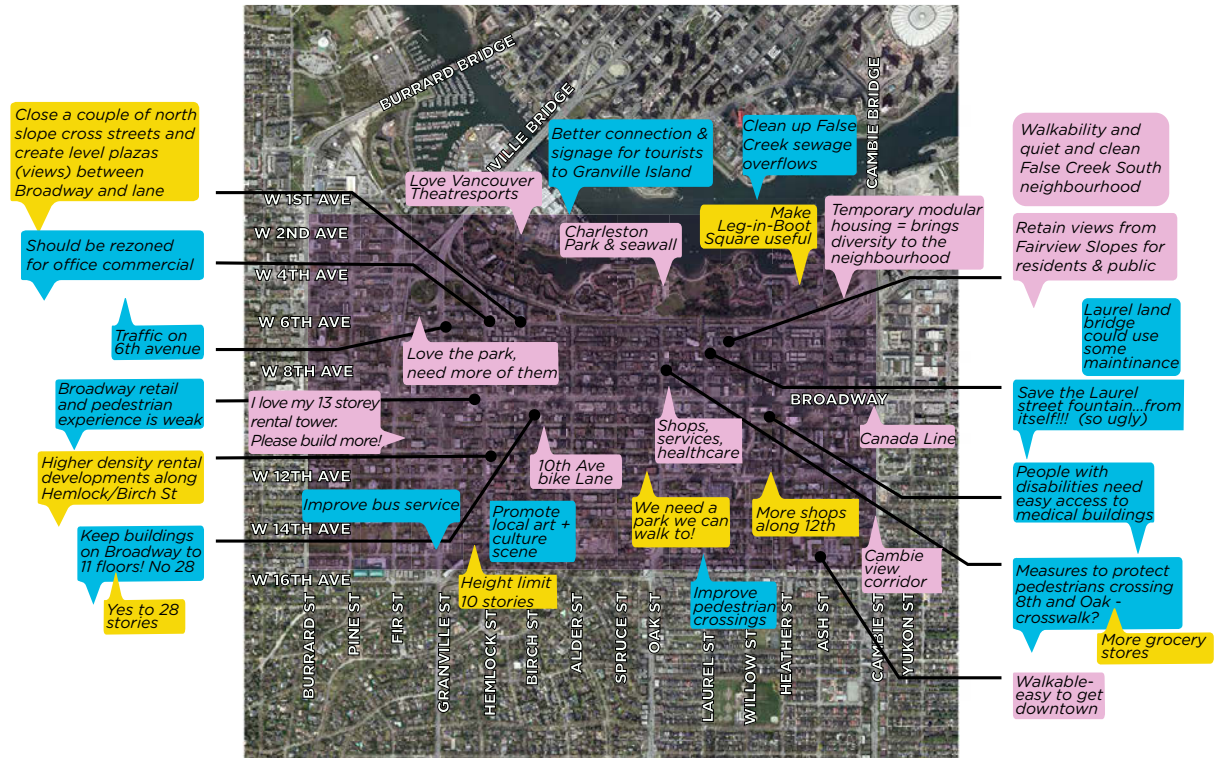 BURRARD BRIDGE
VILLE BRIDGE
CAMBIE BRIDGE
Close a couple of north
slope cross streets and
create level plazas
(views) between
Broadway and lane
Should be rezoned
for office commercial
Traffic on
6th avenue
Broadway retail
and pedestrian
experience is weak
Higher density rental
developments along
Hemlock/Birch St
Keep buildings
on Broadway to
11 floors! No 28
Yes to 28
stories
W 1ST AVE
W 2ND AVE
W 4TH AVE
W 6TH AVE
W 8TH AVE
BROADWAY
W 12TH AVE
W 14TH AVE
W 16TH AVE
Love Vancouver
Theatresports
Better connection &
signage for tourists
to Granville Island
Clean up False
Creek sewage
overflows
Charleston
Park & seawall
Make
Leg-in-Boot
Square useful
Temporary modular
housing = brings
diversity to the
neighbourhood
Love the park,
need more of them
I love my 13 storey
rental tower.
Please build more!
10th Ave
bike Lane
Shops,
services,
healthcare
Canada Line
Improve bus service
Promote
local art +
culture
scene
We need a
park we can
walk to!
More shops
along 12th
Height limit
10 stories
Improve
pedestrian
crossings
Cambie
view
corridor
Walkability and
quiet and clean
False Creek South
neighbourhood
Retain views from
Fairview Slopes for
residents & public
Laurel land
bridge
could use
some
maintinance
Save the Laurel
street fountain...from
itself!!! (so ugly)
People with
disabilities need
easy access to
medical buildings
Measures to protect
pedestrians crossing
8th and Oak -
crosswalk?
More grocery
stores
Walkable-
easy to get
downtown
BURRARD ST
PINE ST
FIR ST
GRANVILLE ST
HEMLOCK ST
BIRCH ST
ALDER ST
SPRUCE ST
OAK ST
LAUREL ST
WILLOW ST
HEATHER ST
ASH ST
CAMBIE ST
YUKON ST